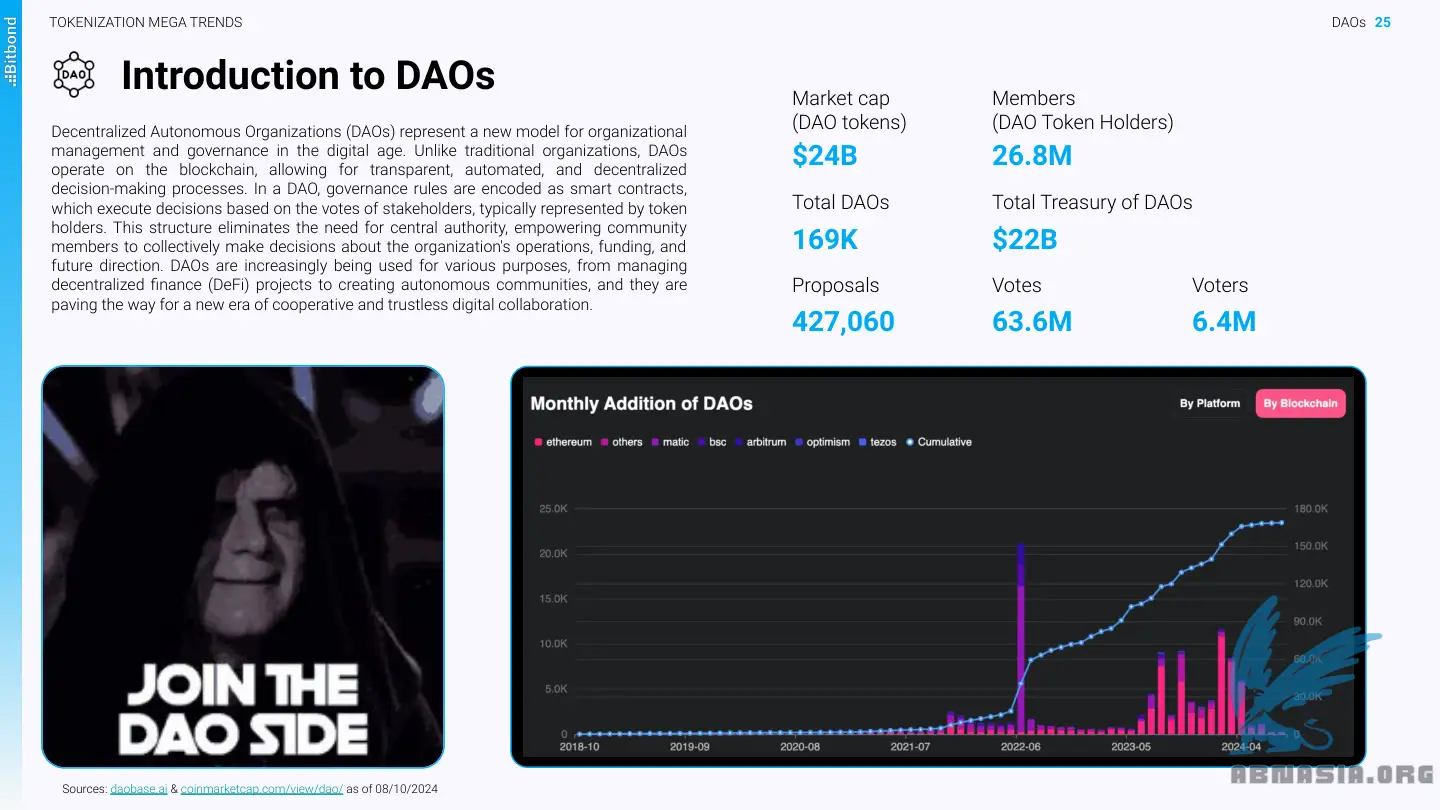 Bitbond
TOKENIZATION MEGA TRENDS
DAOs 25
DAO
Introduction to DAOs
Decentralized Autonomous Organizations (DAOs) represent a new model for organizational
management and governance in the digital age. Unlike traditional organizations, DAOs
operate on the blockchain, allowing for transparent, automated, and decentralized
decision-making processes. In a DAO, governance rules are encoded as smart contracts,
which execute decisions based on the votes of stakeholders, typically represented by token
holders. This structure eliminates the need for central authority, empowering community
members to collectively make decisions about the organization's operations, funding, and
future direction. DAOs are increasingly being used for various purposes, from managing
decentralized finance (DeFi) projects to creating autonomous communities, and they are
paving the way for a new era of cooperative and trustless digital collaboration.
Market cap
(DAO tokens)
$24B
Members
(DAO Token Holders)
26.8M
Total DAOs
169K
Total Treasury of DAOs
$22B
Proposals
427,060
Votes
63.6M
Voters
6.4M
JOIN THE
DAO SIDE
Monthly Addition of DAOs
By Platform By Blockchain
ethereum others matic bsc arbitrum optimism tezos Cumulative
25.0K 180.0K
20.0K 150.0K
15.0K 120.0K
10.0K 90.0K
5.0K 60.0K
30.0K
0 0
2018-10 2019-09 2020-08 2021-07 2022-06 2023-05 2024-04
Sources: daobase.ai & coinmarketcap.com/view/dao/ as of 08/10/2024
ABMASIA.ORG